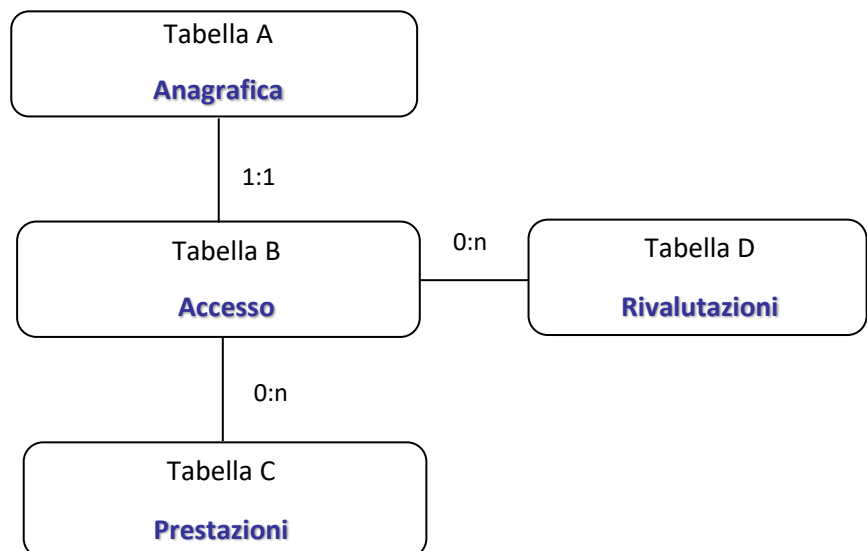 Tabella A
Anagrafica
1:1
Tabella B
Accesso
0:n
Tabella D
Rivalutazioni
0:n
Tabella C
Prestazioni